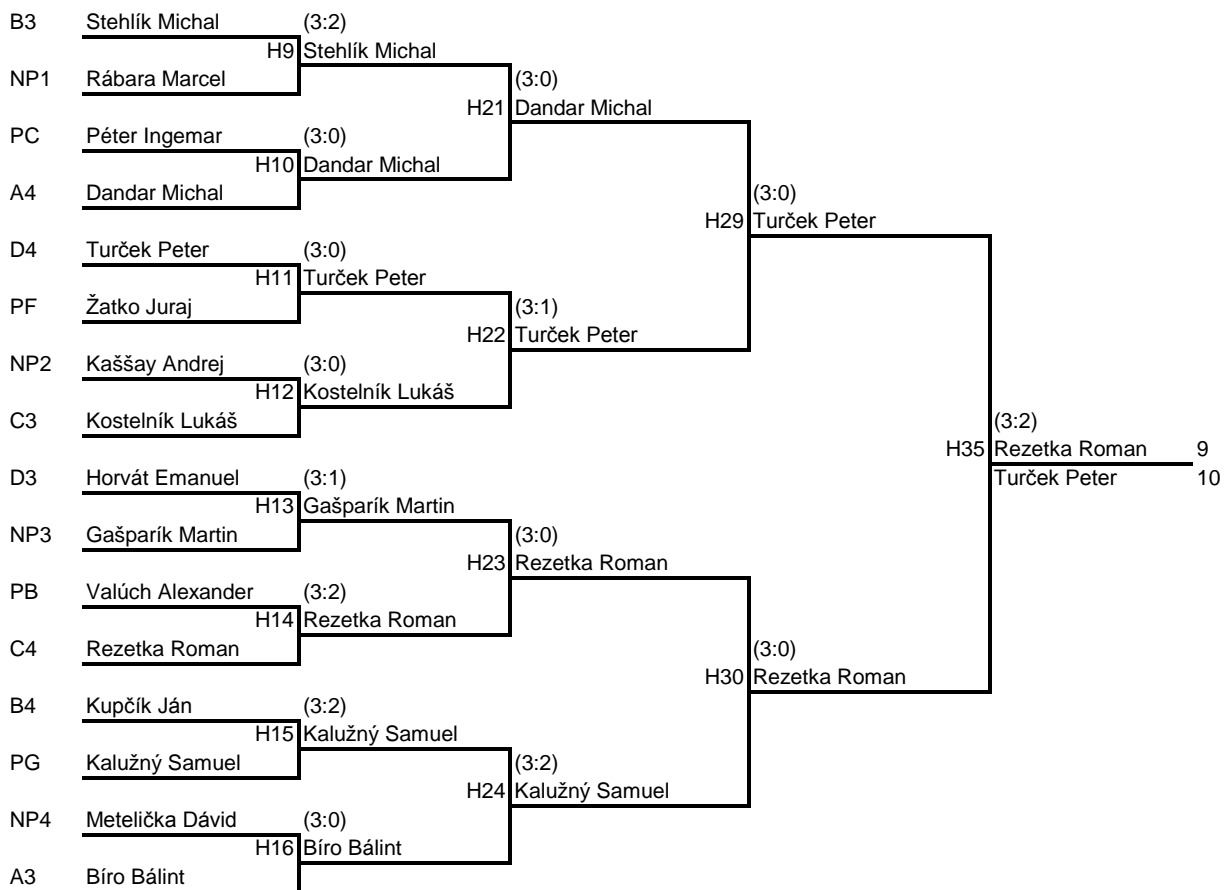 B3 Stehlík Michal (3:2)
H9 Stehlík Michal
NP1 Rábara Marcel (3:0)
H21 Dandar Michal
PC Péter Ingemar (3:0)
H10 Dandar Michal
A4 Dandar Michal (3:0)
H29 Turček Peter
D4 Turček Peter (3:0)
H11 Turček Peter
PF Žatko Juraj (3:1)
H22 Turček Peter
NP2 Kaššay Andrej (3:0)
H12 Kostelník Lukáš
C3 Kostelník Lukáš (3:2)
H35 Rezetka Roman 9
D3 Horvát Emanuel (3:1) Turček Peter 10
H13 Gašparík Martin
NP3 Gašparík Martin (3:0)
H23 Rezetka Roman
PB Valúch Alexander (3:2)
H14 Rezetka Roman
C4 Rezetka Roman (3:0)
H30 Rezetka Roman
B4 Kupčík Ján (3:2)
H15 Kalužný Samuel
PG Kalužný Samuel (3:2)
H24 Kalužný Samuel
NP4 Metelička Dávid (3:0)
H16 Bíro Bálint
A3 Bíro Bálint